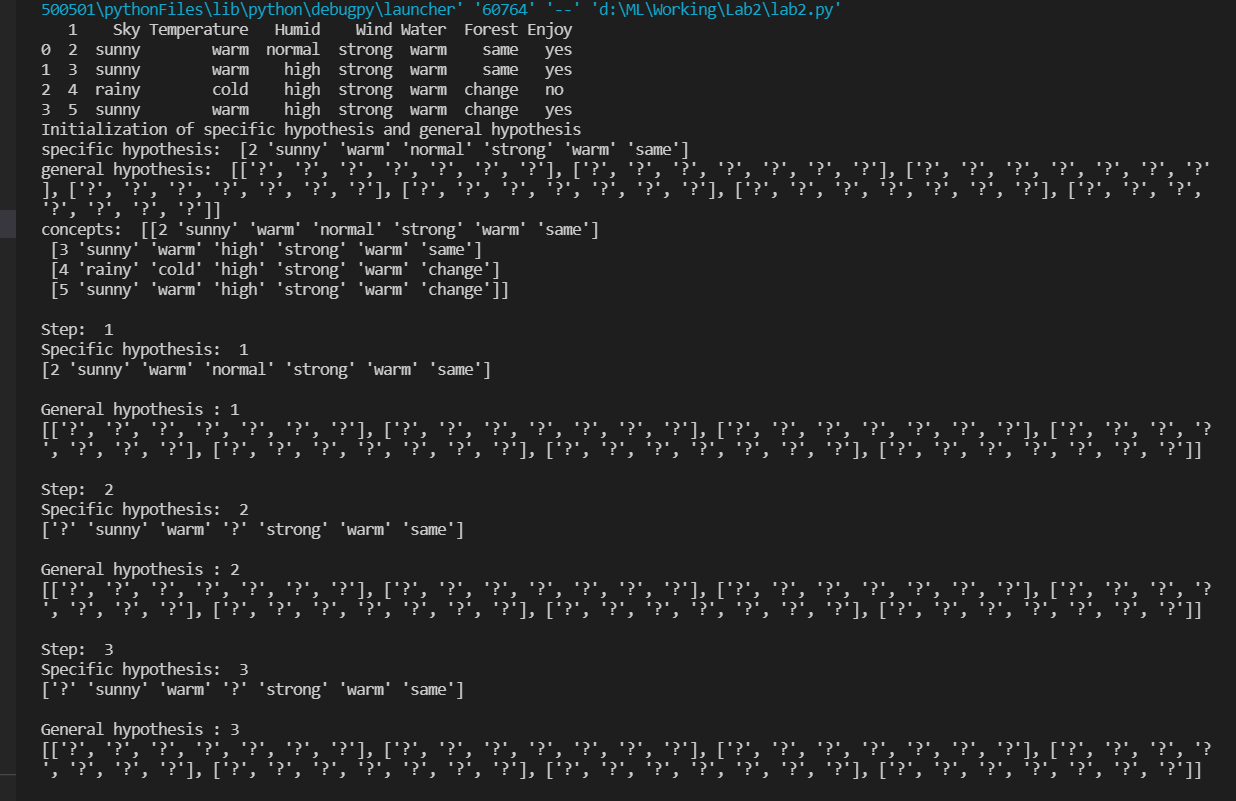 500501\pythonFiles\lib\python\debugpy\launcher' '60764' '--' 'd:\ML\Working\Lab2\lab2.py'
   1    Sky Temperature   Humid    Wind Water  Forest Enjoy
0  2  sunny        warm  normal  strong  warm    same   yes
1  3  sunny        warm    high  strong  warm    same   yes
2  4  rainy        cold    high  strong  warm  change   no
3  5  sunny        warm    high  strong  warm  change   yes
Initialization of specific hypothesis and general hypothesis
specific hypothesis:  [2 'sunny' 'warm' 'normal' 'strong' 'warm' 'same']
general hypothesis:  [['?', '?', '?', '?', '?', '?', '?'], ['?', '?', '?', '?', '?', '?', '?'], ['?', '?', '?', '?', '?', '?', '?'
], ['?', '?', '?', '?', '?', '?', '?'], ['?', '?', '?', '?', '?', '?', '?'], ['?', '?', '?', '?', '?', '?', '?'], ['?', '?', '?',
'?', '?', '?', '?']]
concepts:  [[2 'sunny' 'warm' 'normal' 'strong' 'warm' 'same']
 [3 'sunny' 'warm' 'high' 'strong' 'warm' 'same']
 [4 'rainy' 'cold' 'high' 'strong' 'warm' 'change']
 [5 'sunny' 'warm' 'high' 'strong' 'warm' 'change']]

Step:  1
Specific hypothesis:  1
[2 'sunny' 'warm' 'normal' 'strong' 'warm' 'same']

General hypothesis : 1
[['?', '?', '?', '?', '?', '?', '?'], ['?', '?', '?', '?', '?', '?', '?'], ['?', '?', '?', '?', '?', '?', '?'], ['?', '?', '?', '?
', '?', '?', '?'], ['?', '?', '?', '?', '?', '?', '?'], ['?', '?', '?', '?', '?', '?', '?'], ['?', '?', '?', '?', '?', '?', '?']]

Step:  2
Specific hypothesis:  2
['?' 'sunny' 'warm' '?' 'strong' 'warm' 'same']

General hypothesis : 2
[['?', '?', '?', '?', '?', '?', '?'], ['?', '?', '?', '?', '?', '?', '?'], ['?', '?', '?', '?', '?', '?', '?'], ['?', '?', '?', '?
', '?', '?', '?'], ['?', '?', '?', '?', '?', '?', '?'], ['?', '?', '?', '?', '?', '?', '?'], ['?', '?', '?', '?', '?', '?', '?']]

Step:  3
Specific hypothesis:  3
['?' 'sunny' 'warm' '?' 'strong' 'warm' 'same']

General hypothesis : 3
[['?', '?', '?', '?', '?', '?', '?'], ['?', '?', '?', '?', '?', '?', '?'], ['?', '?', '?', '?', '?', '?', '?'], ['?', '?', '?', '?
', '?', '?', '?'], ['?', '?', '?', '?', '?', '?', '?'], ['?', '?', '?', '?', '?', '?', '?'], ['?', '?', '?', '?', '?', '?', '?']]